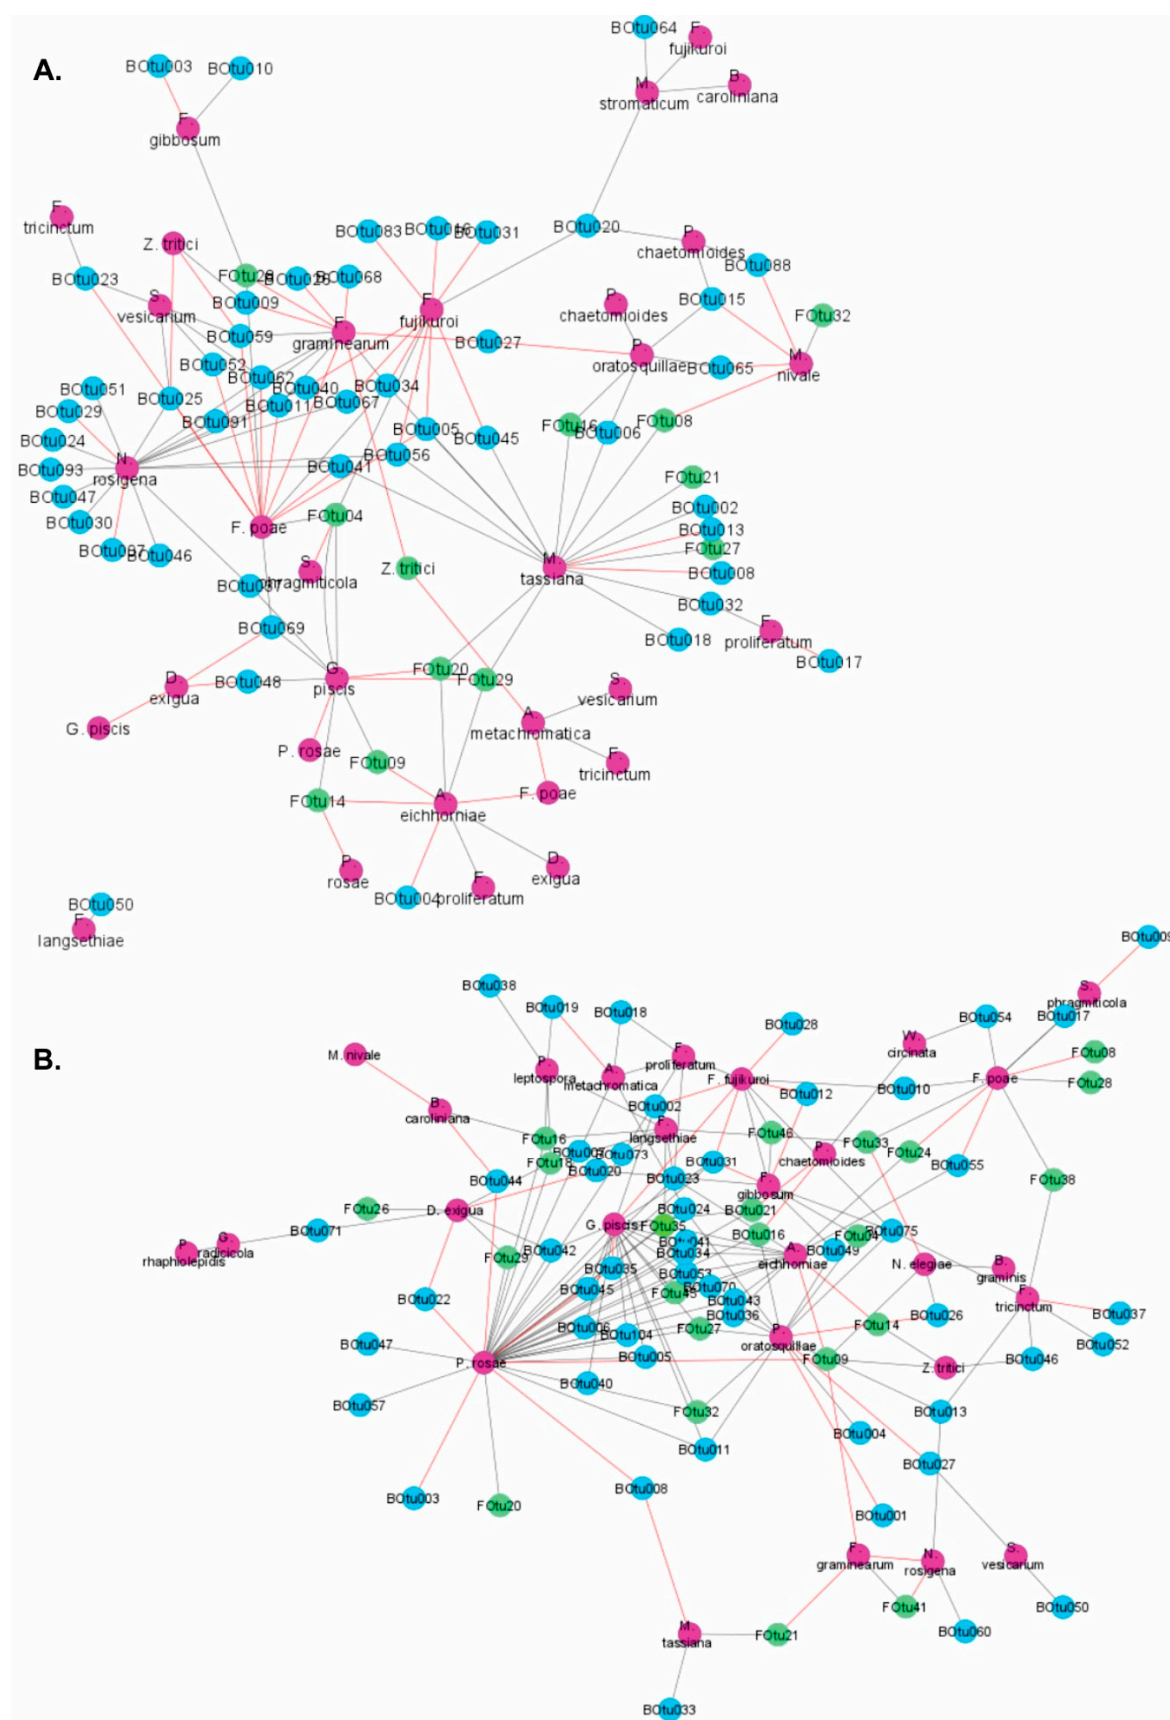 A.
BOtu064
F.
fujikuroi
BOtu003
BOtu010
M.
stromaticum
B.
caroliniana
F.
gibbosum
F.
tricinctum
Z. tritici
BOtu083
BOtu031
BOtu020
P.
chaetomioides
BOtu023
BOtu068
BOtu088
S.
vesicarium
BOtu009
F.
fujikuroi
P.
chaetomioides
BOtu015
FOtu32
BOtu059
F.
graminearum
BOtu027
P.
oratosquillae
BOtu065
M.
nivale
BOtu052
BOtu062
BOtu040
BOtu034
BOtu051
BOtu025
BOtu011
BOtu067
BOtu029
BOtu091
BOtu005
BOtu045
FOtu16
BOtu006
FOtu08
BOtu024
BOtu056
BOtu093
N.
rosigena
BOtu041
FOtu21
BOtu047
BOtu002
BOtu030
F. poae
FOtu04
BOtu013
FOtu27
BOtu046
S.
phragmiticola
Z. tritici
M.
tassiana
BOtu008
BOtu032
BOtu069
BOtu018
F.
proliferatum
BOtu017
D.
exigua
BOtu048
G.
piscis
FOtu20
FOtu29
S.
vesicarium
G. piscis
A.
metachromatica
P. rosae
FOtu09
F.
tricinctum
FOtu14
A.
eichhorniae
F. poae
P.
rosae
BOtu004
F.
proliferatum
D.
exigua
BOtu050
F.
langsethiae
B.
BOtu009
BOtu038
BOtu019
BOtu018
S.
phragmiticola
BOtu028
BOtu054
BOtu017
M. nivale
P.
leptospora
A.
metachromatica
F.
proliferatum
W.
circinata
FOtu08
F. fujikuroi
BOtu012
BOtu010
F. poae
FOtu28
B.
caroliniana
BOtu002
F.
langsethiae
FOtu16
FOtu46
FOtu33
FOtu24
FOtu18
BOtu073
BOtu020
BOtu031
P.
chaetomioides
BOtu055
BOtu044
BOtu023
F.
gibbosum
FOtu38
FOtu26
D. exigua
BOtu024
BOtu021
BOtu071
G. piscis
FOtu35
BOtu016
BOtu075
G.
radicicola
P.
rhaphiolepidis
FOtu29
BOtu042
BOtu041
BOtu034
A.
eichhorniae
BOtu049
BOtu035
BOtu053
N. elegiae
B.
graminis
BOtu045
BOtu070
BOtu022
BOtu043
F.
tricinctum
BOtu036
BOtu026
BOtu037
BOtu006
BOtu104
FOtu27
P.
oratosquillae
FOtu14
BOtu047
BOtu005
FOtu09
BOtu052
P. rosae
Z. tritici
BOtu046
BOtu040
BOtu057
FOtu32
BOtu013
BOtu011
BOtu004
BOtu027
BOtu003
FOtu20
BOtu008
BOtu001
F.
graminearum
N.
rosigena
S.
vesicarium
FOtu41
BOtu050
M.
tassiana
FOtu21
BOtu060
BOtu033